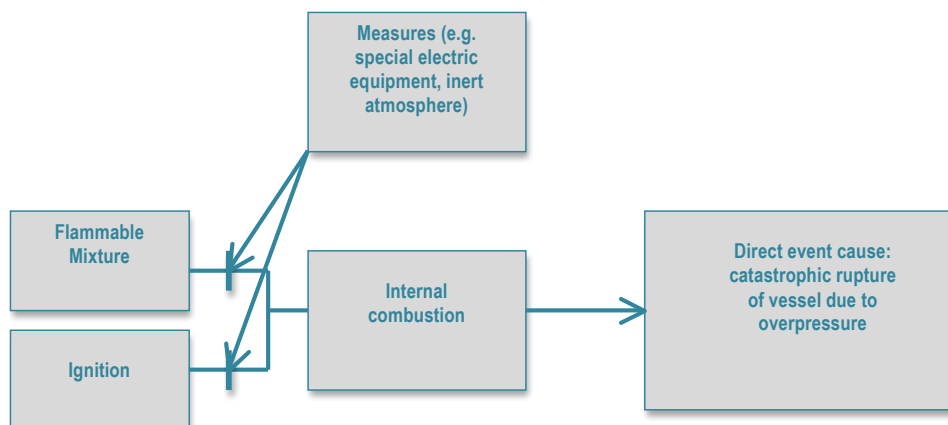 Measures (e.g.
special electric
equipment, inert
atmosphere)
Flammable
Mixture
Ignition
Internal
combustion
Direct event cause:
catastrophic rupture
of vessel due to
overpressure